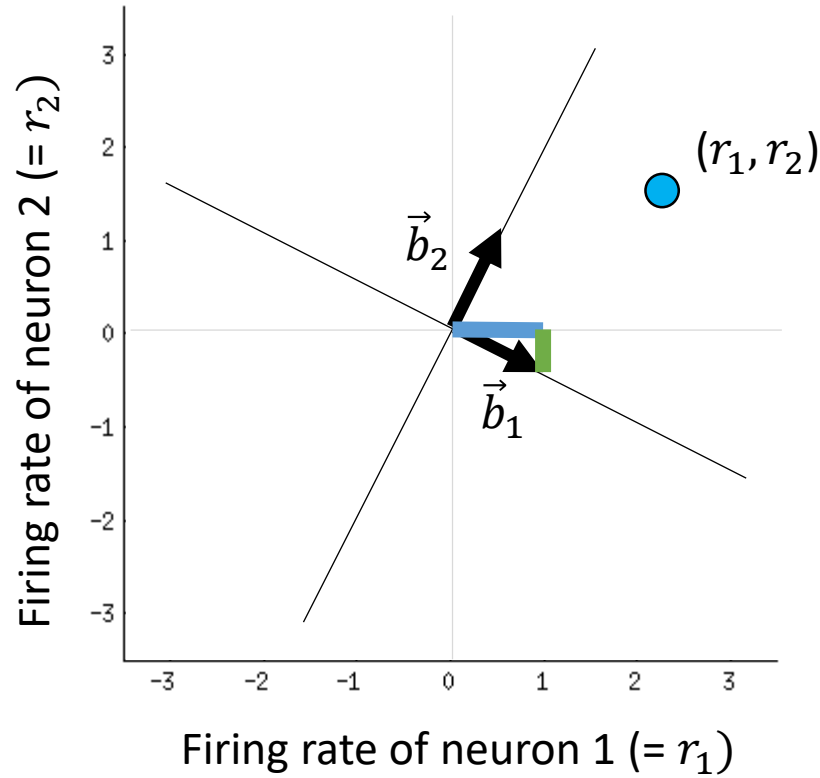 Firing rate of neuron 2 (= r₂)
3
2
1
0
−1
−2
−3
(r₁, r₂)
b⃗₂
b⃗₁
−3 −2 −1 0 1 2 3
Firing rate of neuron 1 (= r₁)